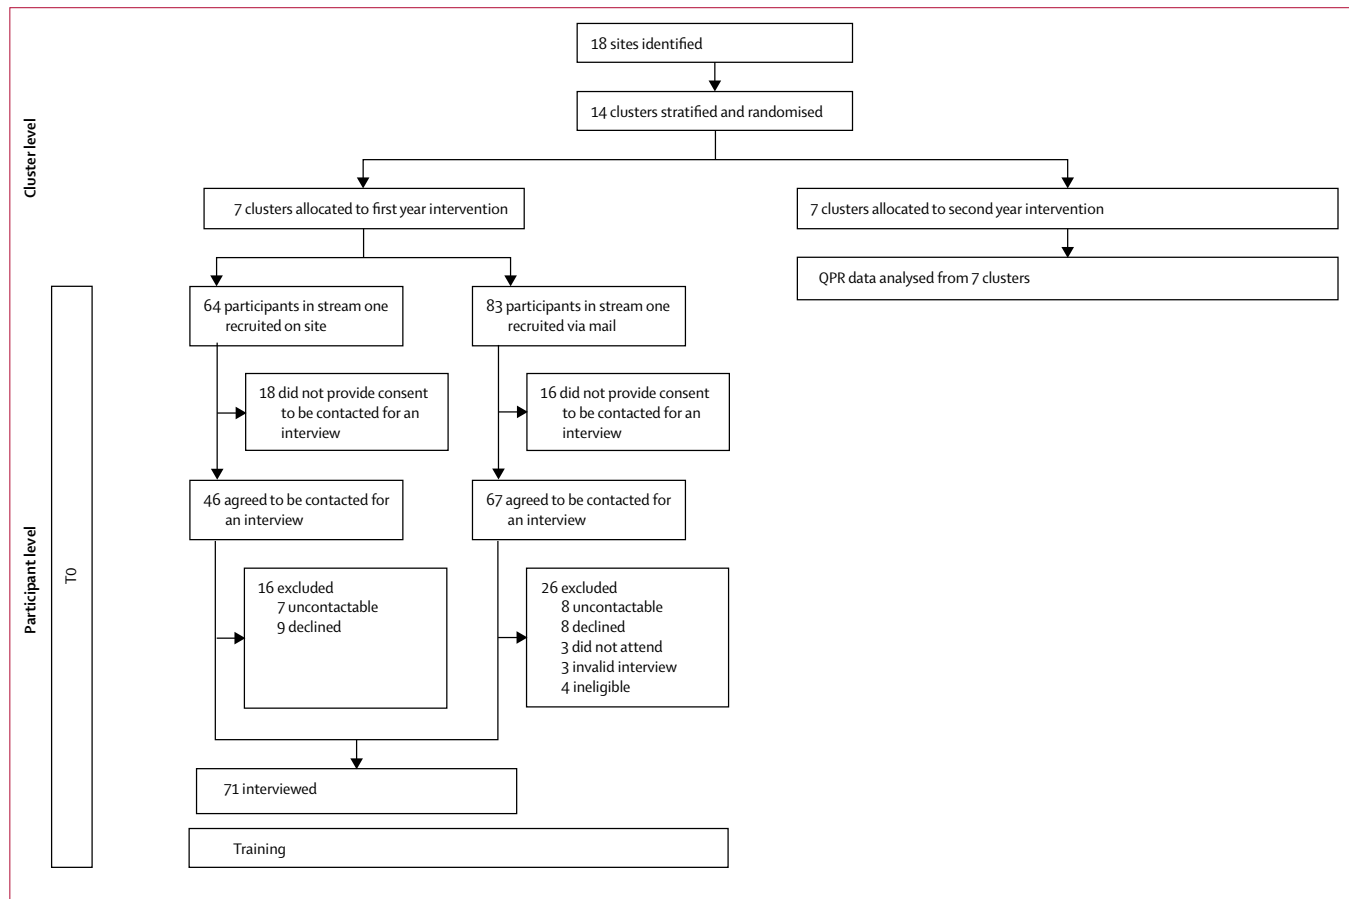 18 sites identified
14 clusters stratified and randomised
Cluster level
7 clusters allocated to first year intervention
7 clusters allocated to second year intervention
QPR data analysed from 7 clusters
64 participants in stream one
recruited on site
83 participants in stream one
recruited via mail
18 did not provide consent
to be contacted for an
interview
16 did not provide consent
to be contacted for an
interview
46 agreed to be contacted for
an interview
67 agreed to be contacted for
an interview
Participant level
T0
16 excluded
7 uncontactable
9 declined
26 excluded
8 uncontactable
8 declined
3 did not attend
3 invalid interview
4 ineligible
71 interviewed
Training